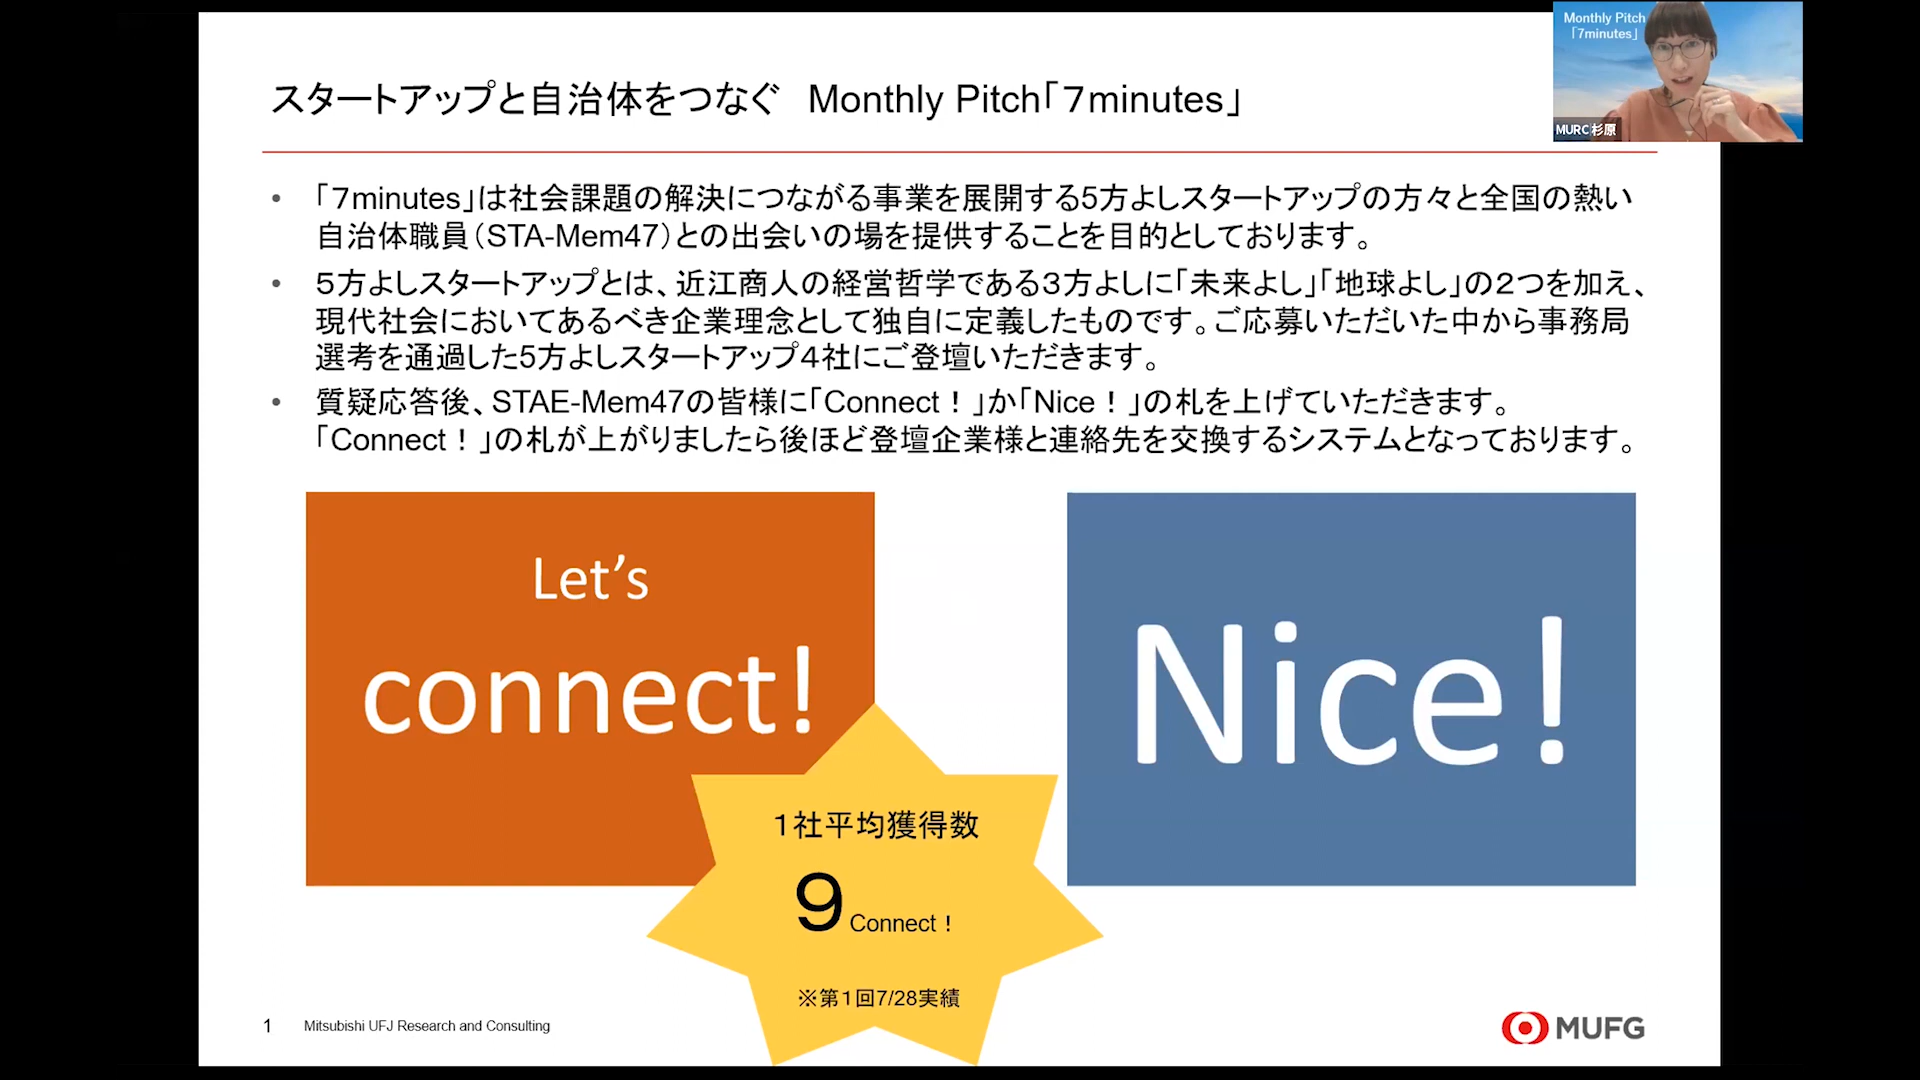 スタートアップと自治体をつなぐ　Monthly Pitch「７minutes」
Monthly Pitch
「7minutes」
MURC杉原
• 「７minutes」は社会課題の解決につながる事業を展開する5方よしスタートアップの方々と全国の熱い
自治体職員（STA-Mem47）との出会いの場を提供することを目的としております。
• ５方よしスタートアップとは、近江商人の経営哲学である３方よしに「未来よし」「地球よし」の２つを加え、
現代社会においてあるべき企業理念として独自に定義したものです。ご応募いただいた中から事務局
選考を通過した5方よしスタートアップ４社にご登壇いただきます。
• 質疑応答後、STAE-Mem47の皆様に「Connect！」か「Nice！」の札を上げていただきます。
「Connect！」の札が上がりましたら後ほど登壇企業様と連絡先を交換するシステムとなっております。
Let’s
connect!
Nice!
１社平均獲得数
９Connect！
※第１回7/28実績
1 Mitsubishi UFJ Research and Consulting
MUFG